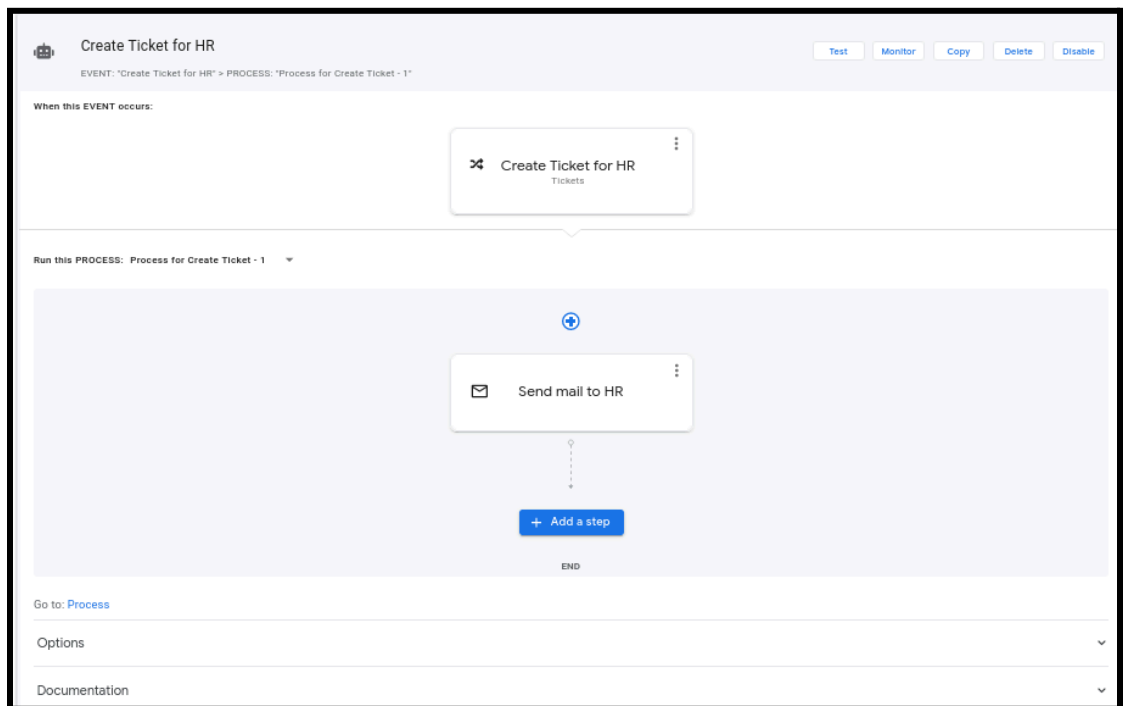 Create Ticket for HR
Test Monitor Copy Delete Disable
EVENT: "Create Ticket for HR" > PROCESS: "Process for Create Ticket - 1"
When this EVENT occurs:
Create Ticket for HR
Tickets
Run this PROCESS: Process for Create Ticket - 1
Send mail to HR
+ Add a step
END
Go to: Process
Options
Documentation